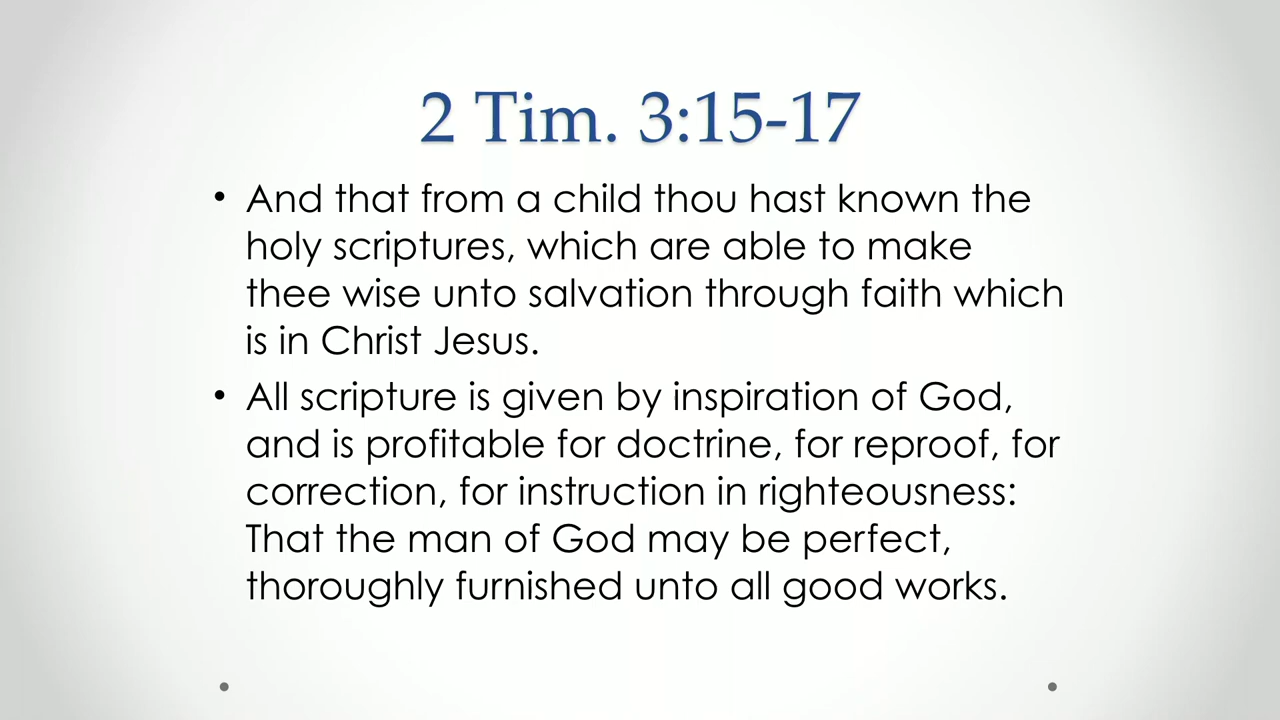 2 Tim. 3:15-17
• And that from a child thou hast known the
holy scriptures, which are able to make
thee wise unto salvation through faith which
is in Christ Jesus.
• All scripture is given by inspiration of God,
and is profitable for doctrine, for reproof, for
correction, for instruction in righteousness:
That the man of God may be perfect,
thoroughly furnished unto all good works.